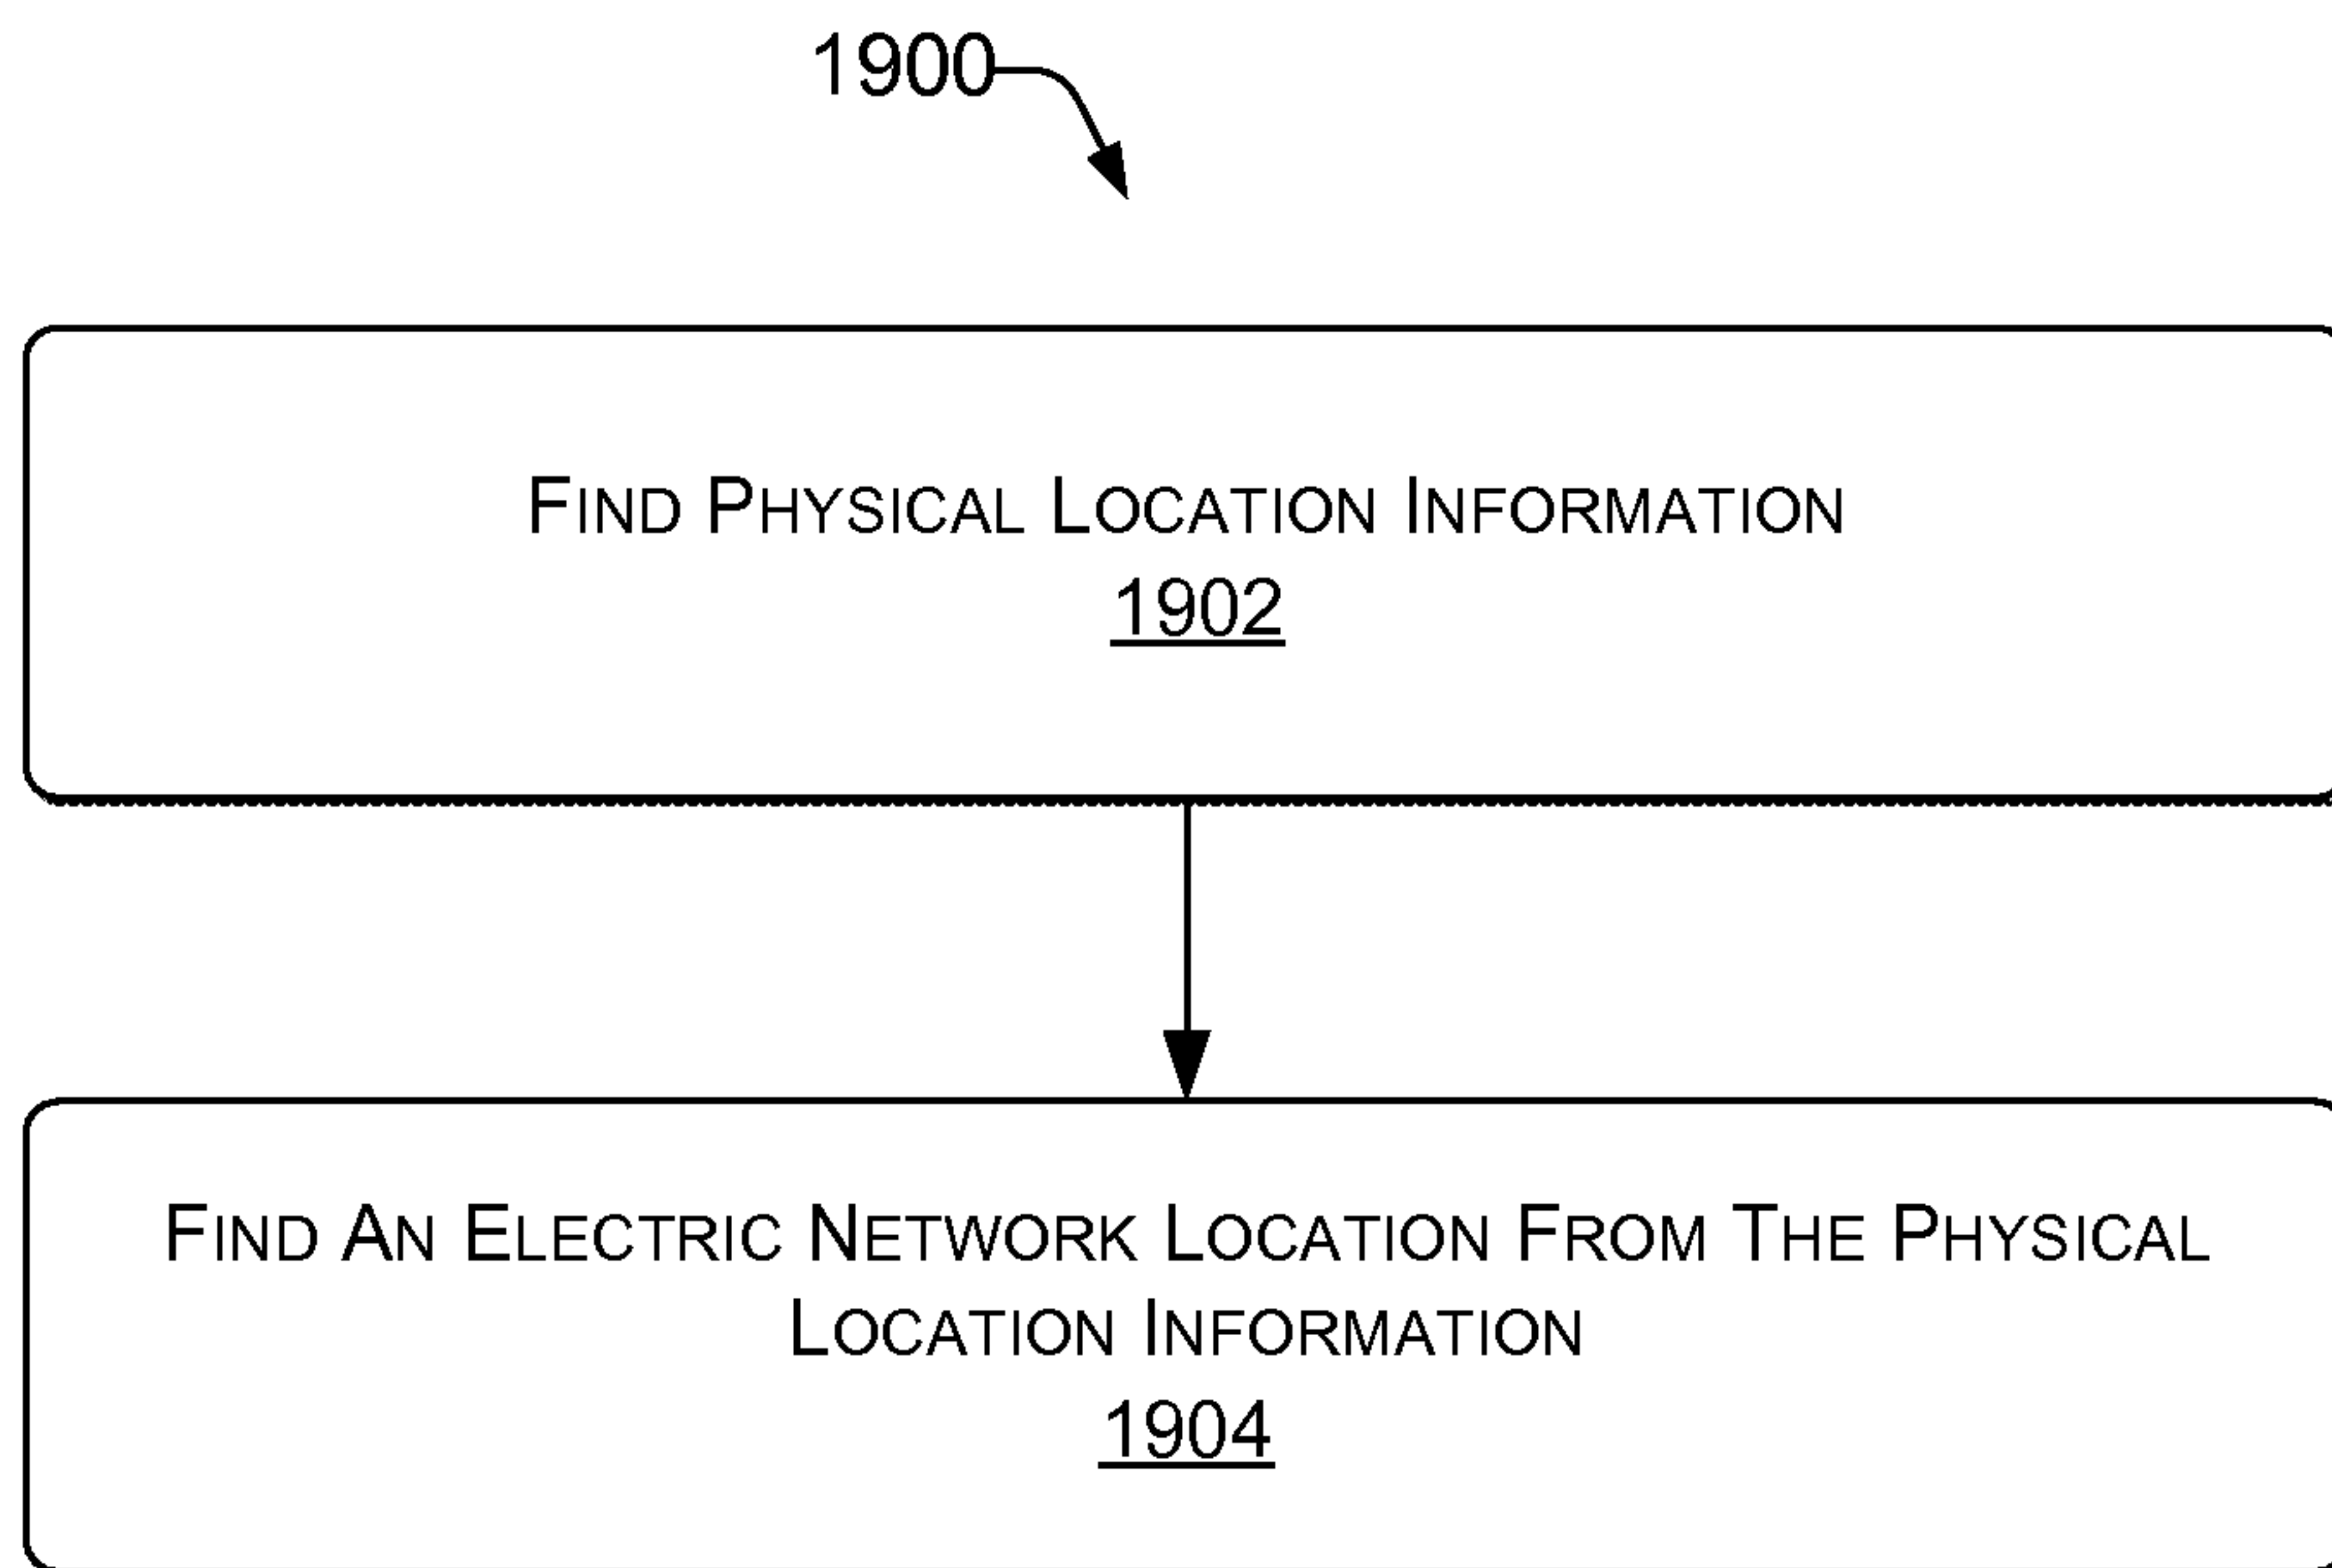 1900
FIND PHYSICAL LOCATION INFORMATION
1902
FIND AN ELECTRIC NETWORK LOCATION FROM THE PHYSICAL
LOCATION INFORMATION
1904